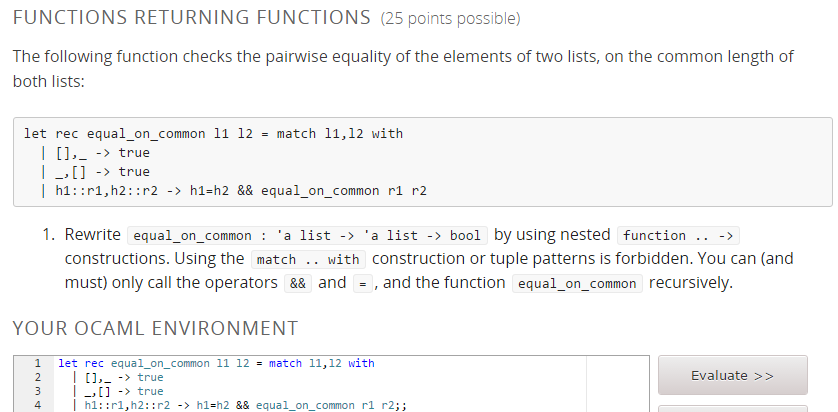 FUNCTIONS RETURNING FUNCTIONS (25 points possible)
The following function checks the pairwise equality of the elements of two lists, on the common length of
both lists:
let rec equal_on_common l1 l2 = match l1,l2 with
| [],_ -> true
| _,[] -> true
| h1::r1,h2::r2 -> h1=h2 && equal_on_common r1 r2
1. Rewrite equal_on_common : 'a list -> 'a list -> bool by using nested function .. ->
constructions. Using the match .. with construction or tuple patterns is forbidden. You can (and
must) only call the operators && and = , and the function equal_on_common recursively.
YOUR OCAML ENVIRONMENT
1 let rec equal_on_common l1 l2 = match l1,l2 with
2 | [],_ -> true
3 | _,[] -> true
4 | h1::r1,h2::r2 -> h1=h2 && equal_on_common r1 r2;;
Evaluate >>